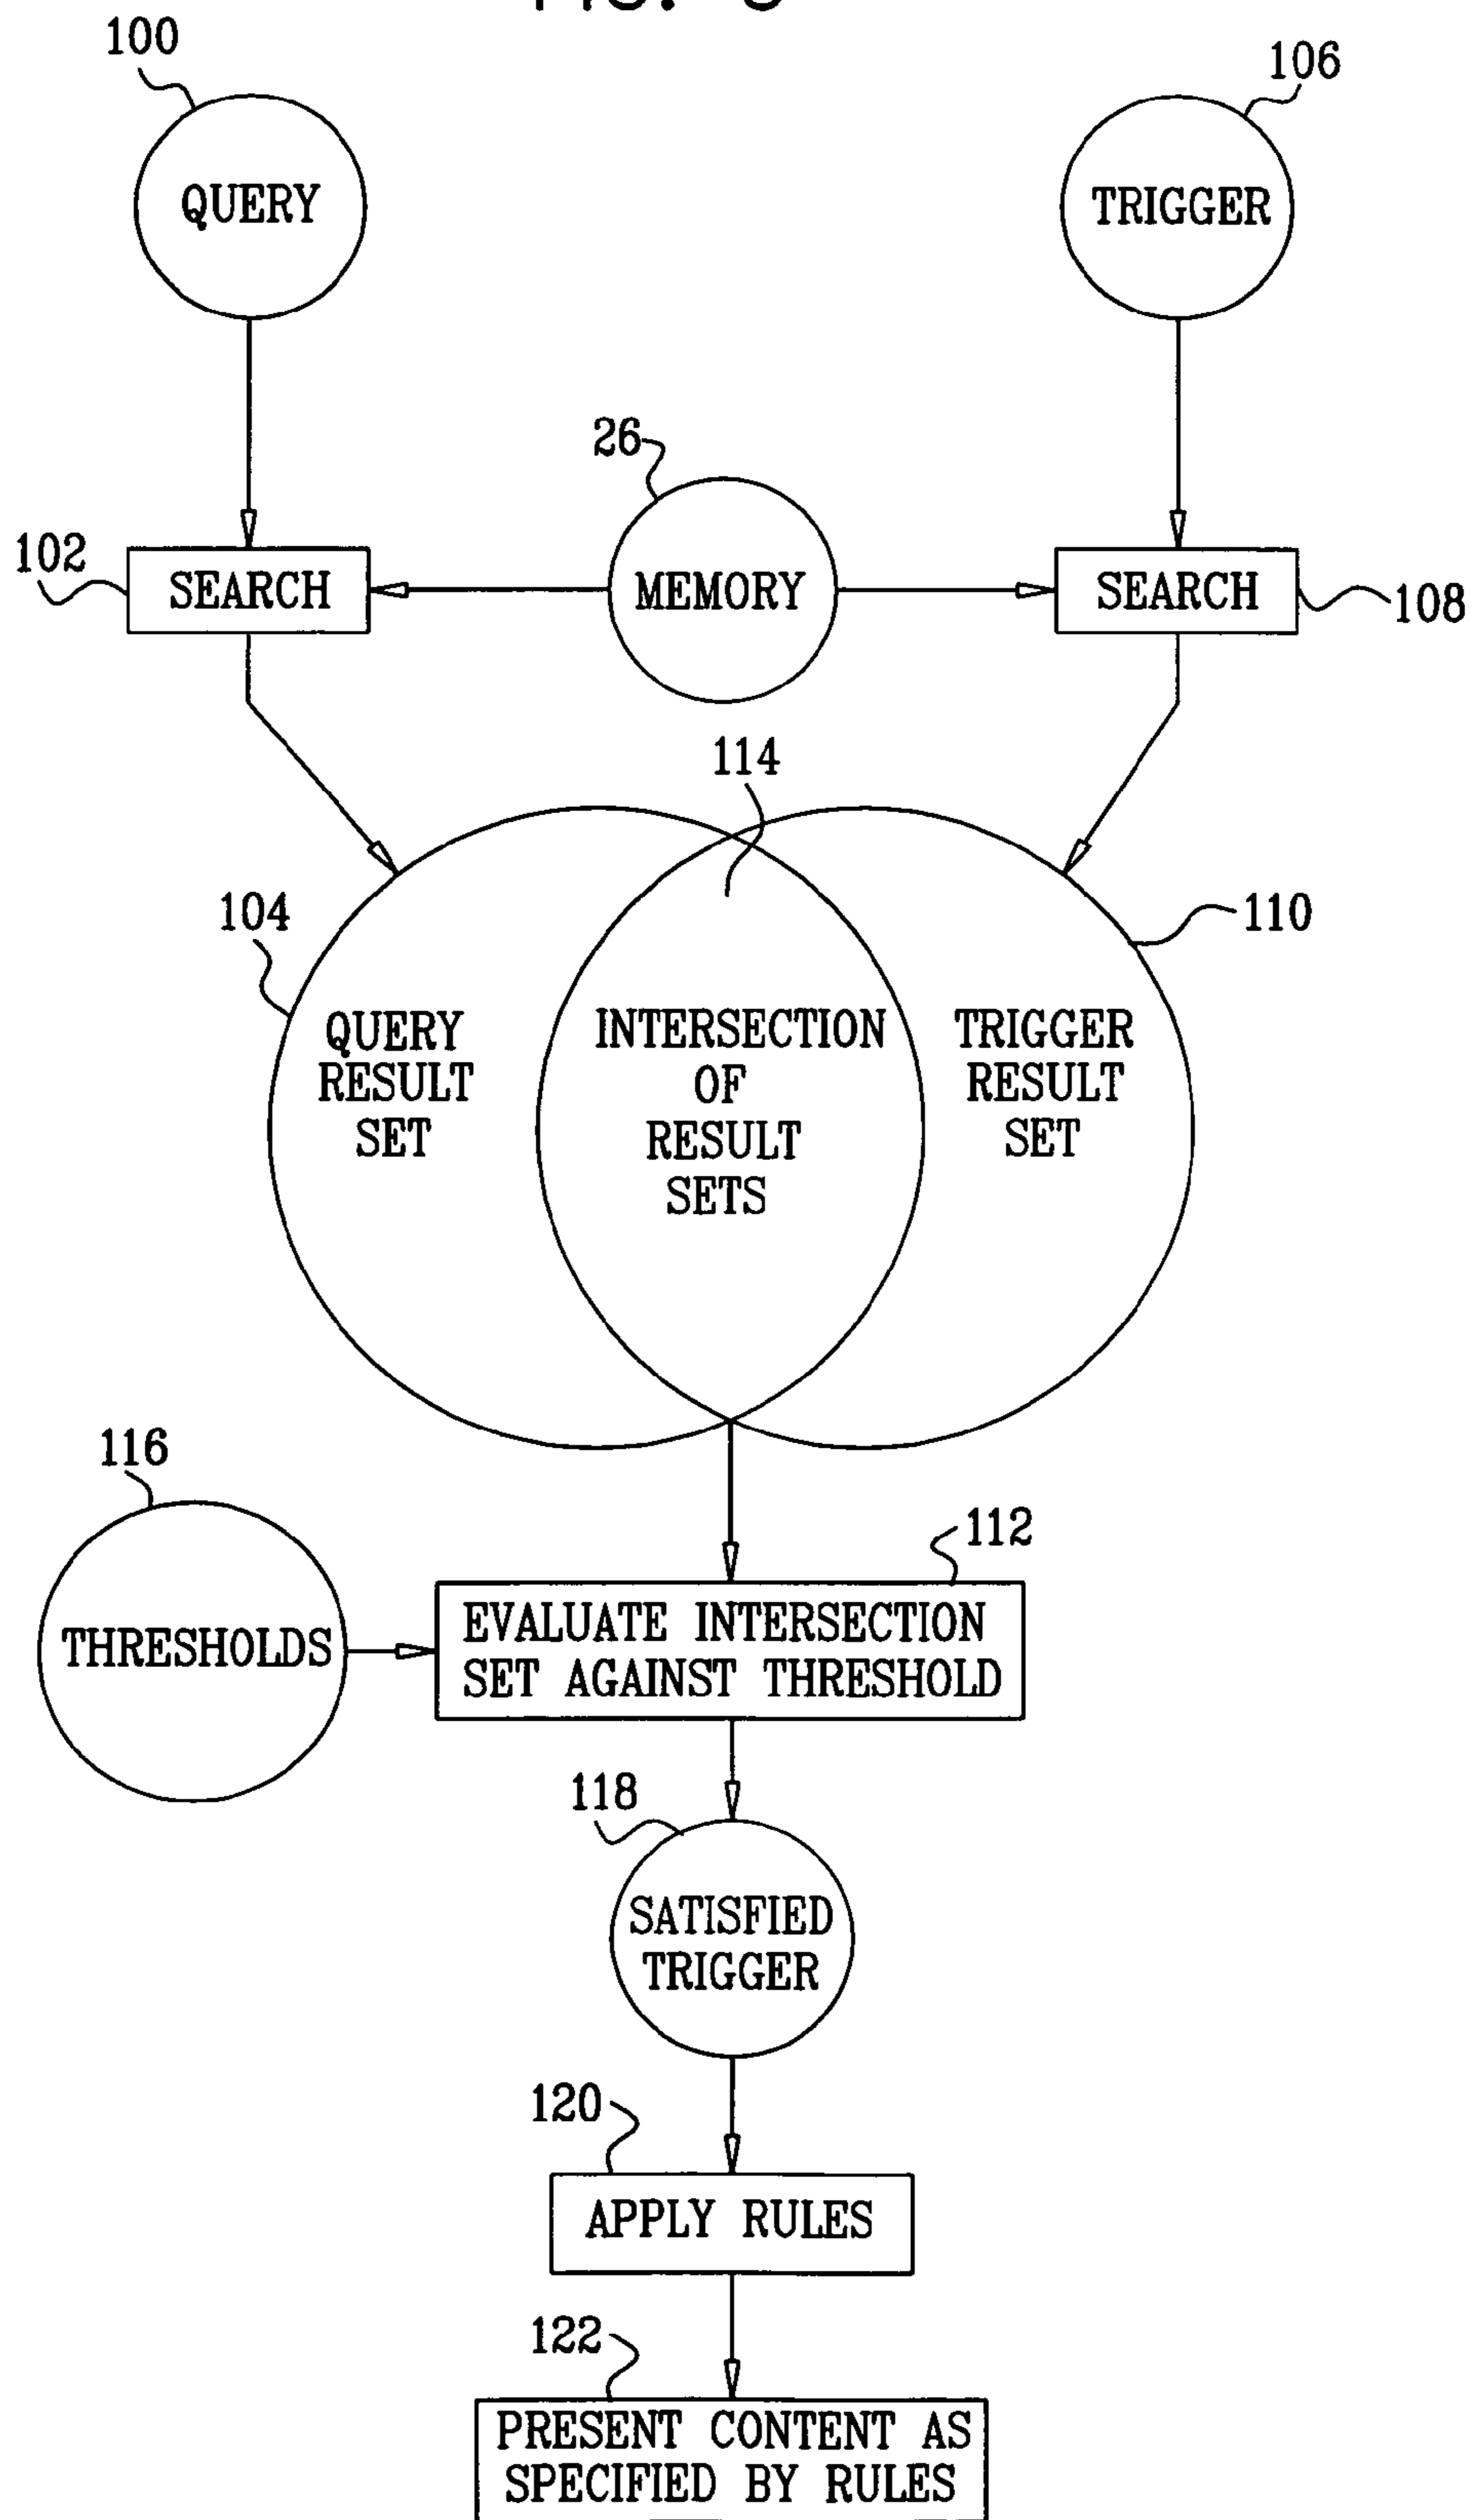 100
106
QUERY
TRIGGER
26
102
SEARCH
MEMORY
SEARCH
108
114
104
110
QUERY
RESULT
SET
INTERSECTION
OF
RESULT
SETS
TRIGGER
RESULT
SET
116
112
THRESHOLDS
EVALUATE INTERSECTION
SET AGAINST THRESHOLD
118
SATISFIED
TRIGGER
120
APPLY RULES
122
PRESENT CONTENT AS
SPECIFIED BY RULES